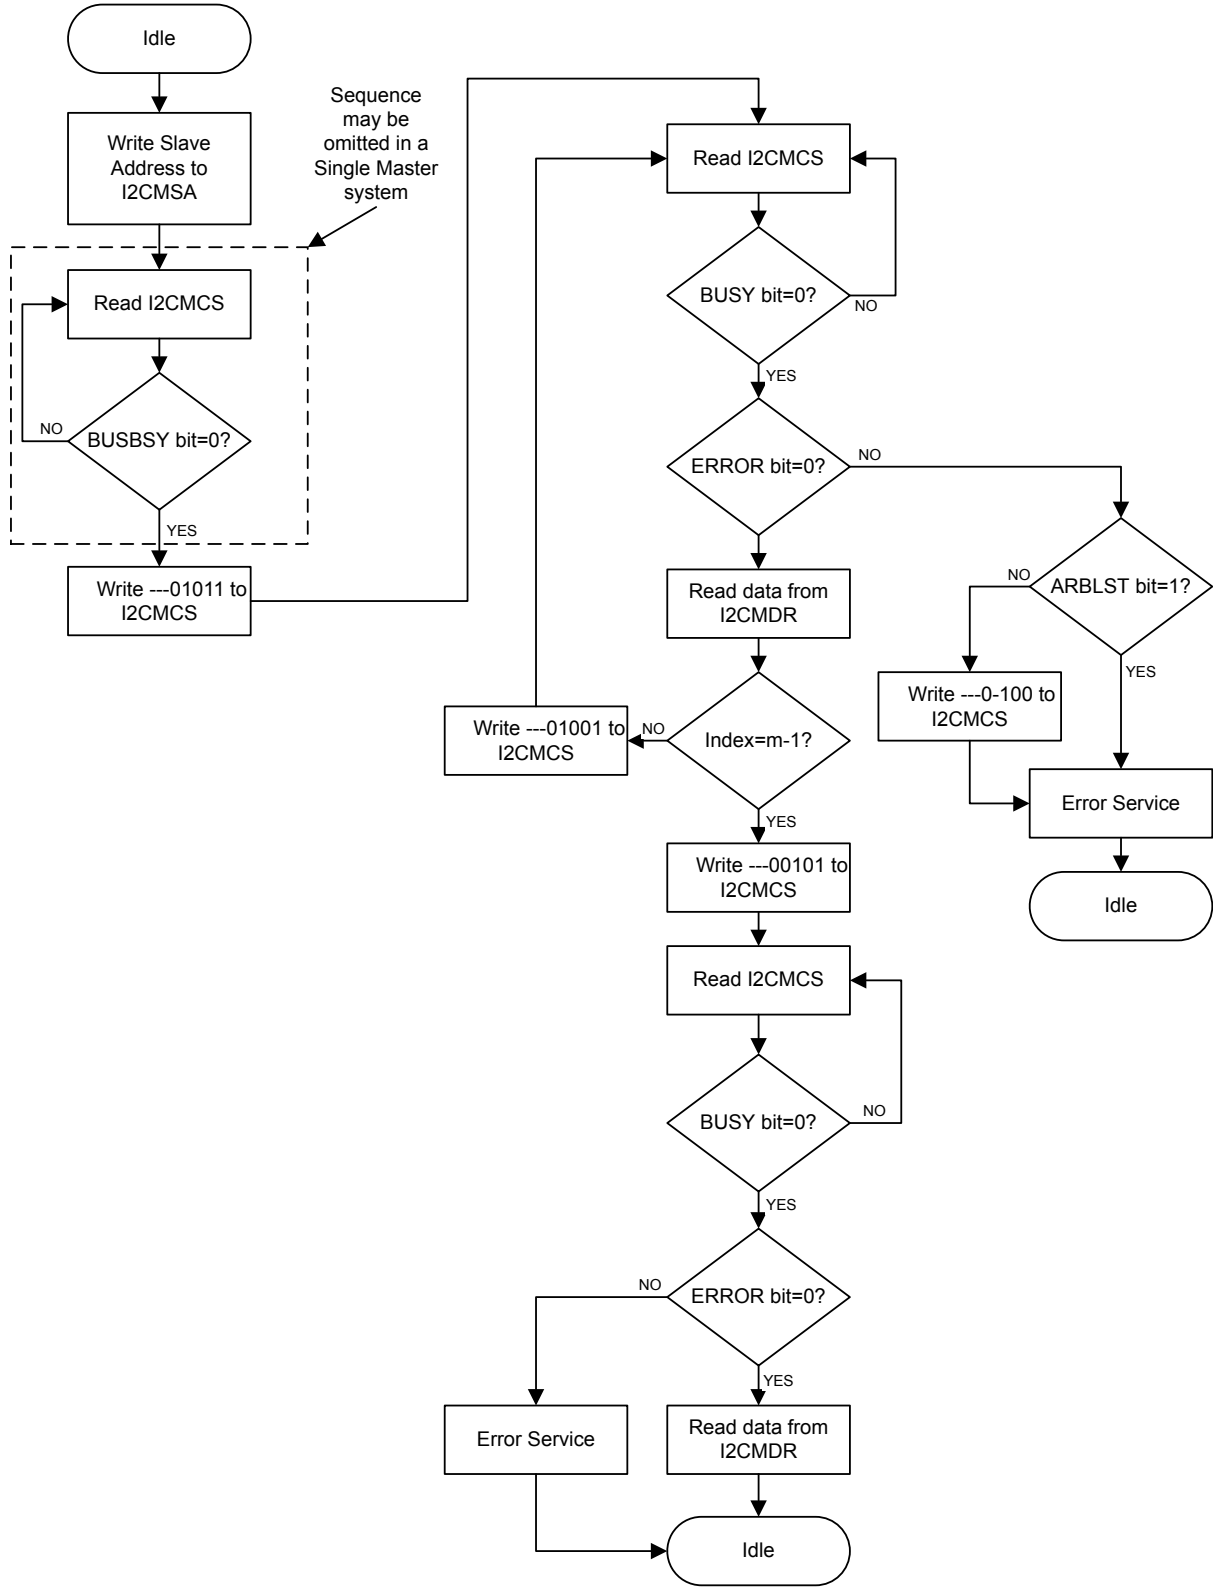 Idle
Write Slave
Address to
I2CMSA
Sequence
may be
omitted in a
Single Master
system
Read I2CMCS
BUSBSY bit=0?
NO
YES
Write ---01011 to
I2CMCS
Read I2CMCS
BUSY bit=0?
NO
YES
ERROR bit=0?
NO
Read data from
I2CMDR
ARBLST bit=1?
NO
YES
Write ---0-100 to
I2CMCS
Error Service
Idle
Index=m-1?
NO
Write ---01001 to
I2CMCS
YES
Write ---00101 to
I2CMCS
Read I2CMCS
BUSY bit=0?
NO
YES
ERROR bit=0?
NO
YES
Error Service
Read data from
I2CMDR
Idle